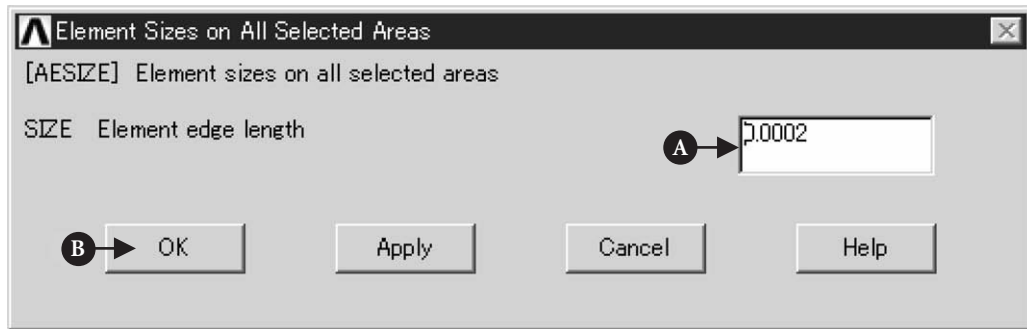 Element Sizes on All Selected Areas
[AESIZE] Element sizes on all selected areas
SIZE Element edge length
A
0.0002
B
OK Apply Cancel Help